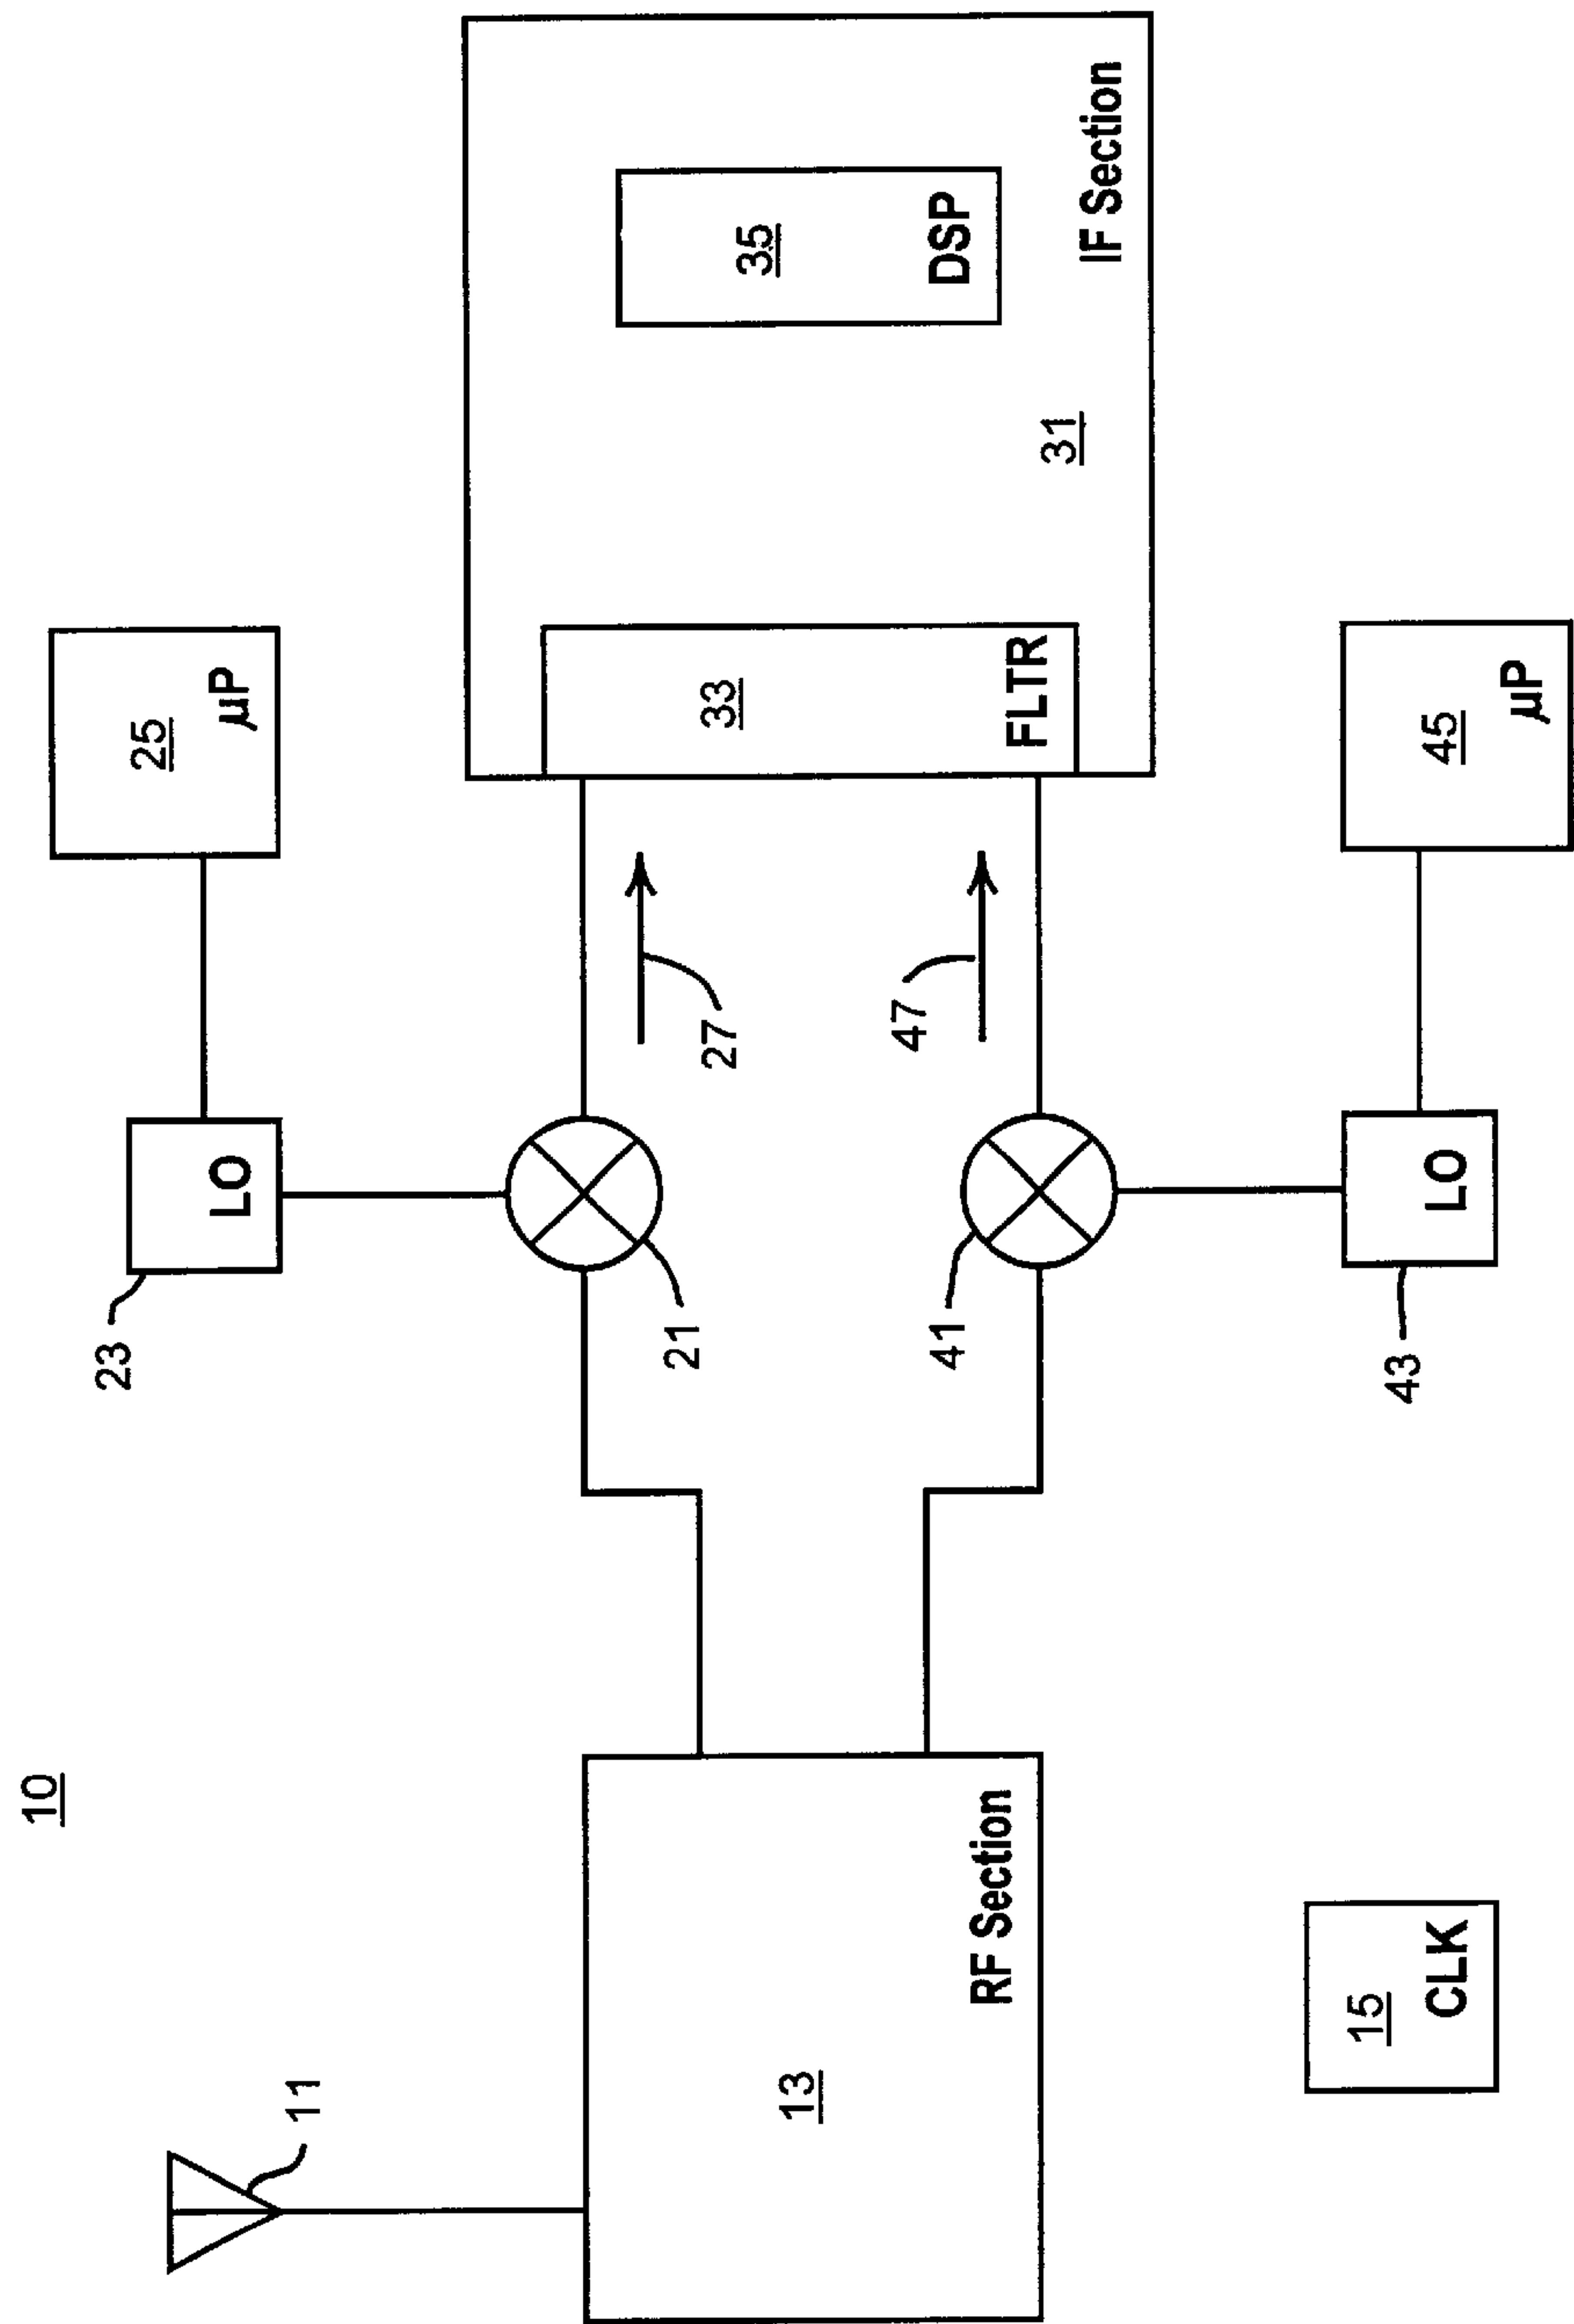 10
11
13
RF Section
15
CLK
23
LO
25
μP
21
27
41
47
43
LO
45
μP
33
FLTR
35
DSP
31
IF Section